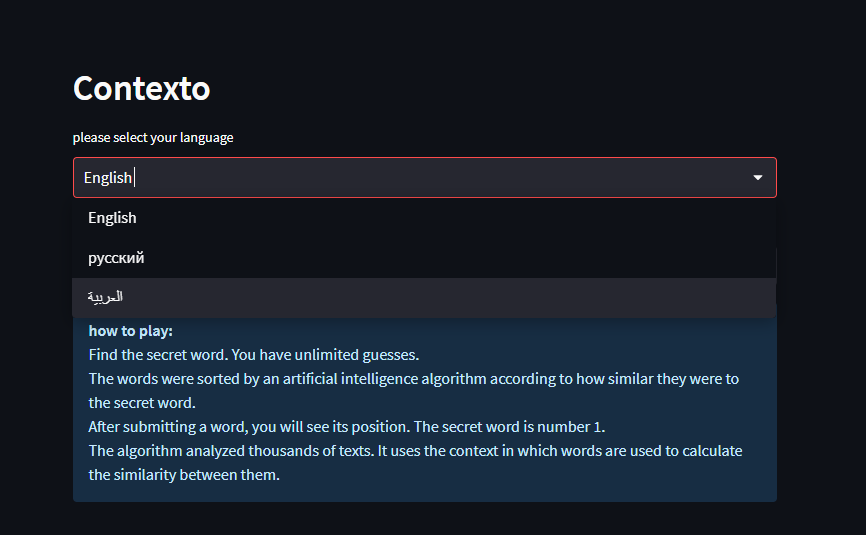 Contexto
please select your language
English
English
русский
العربية
how to play:
Find the secret word. You have unlimited guesses.
The words were sorted by an artificial intelligence algorithm according to how similar they were to
the secret word.
After submitting a word, you will see its position. The secret word is number 1.
The algorithm analyzed thousands of texts. It uses the context in which words are used to calculate
the similarity between them.